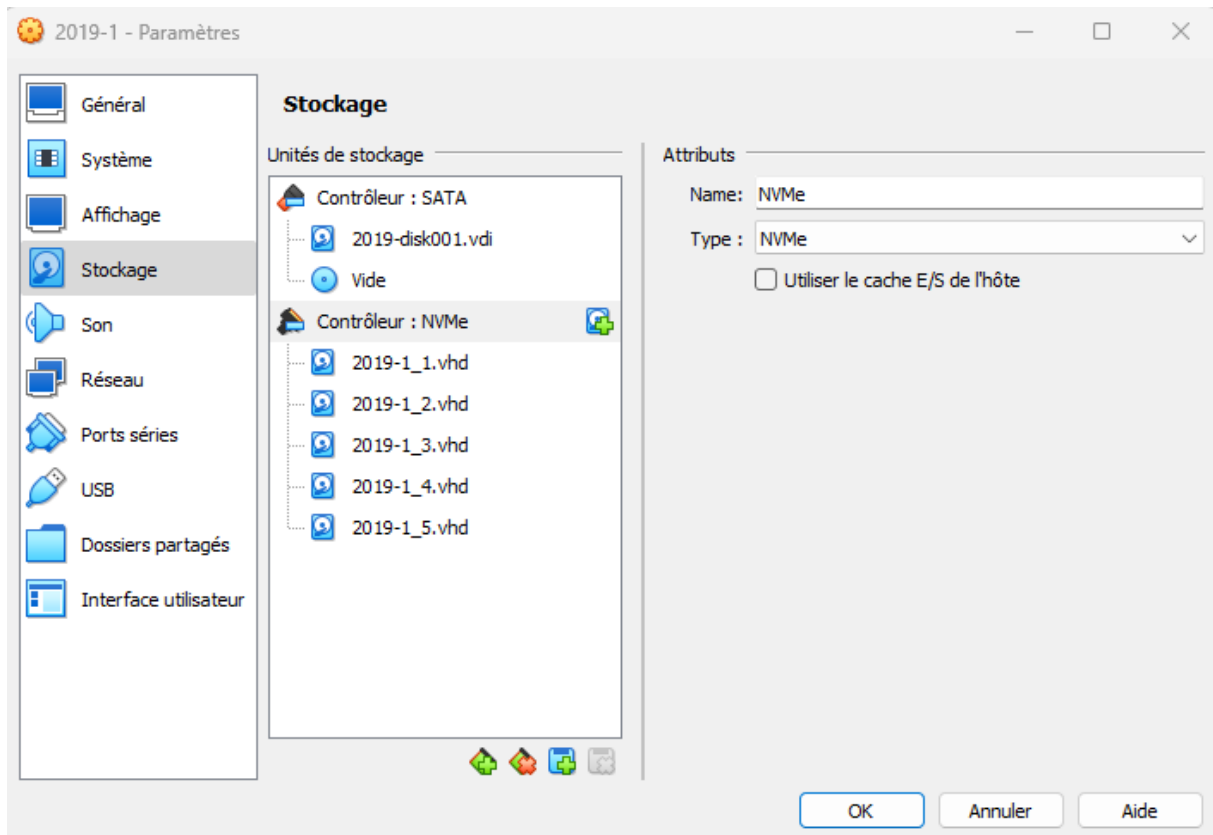 2019-1 - Paramètres
Général
Système
Affichage
Stockage
Son
Réseau
Ports séries
USB
Dossiers partagés
Interface utilisateur
Stockage
Unités de stockage
Contrôleur : SATA
2019-disk001.vdi
Vide
Contrôleur : NVMe
2019-1_1.vhd
2019-1_2.vhd
2019-1_3.vhd
2019-1_4.vhd
2019-1_5.vhd
Attributs
Name: NVMe
Type : NVMe
Utiliser le cache E/S de l'hôte
OK Annuler Aide